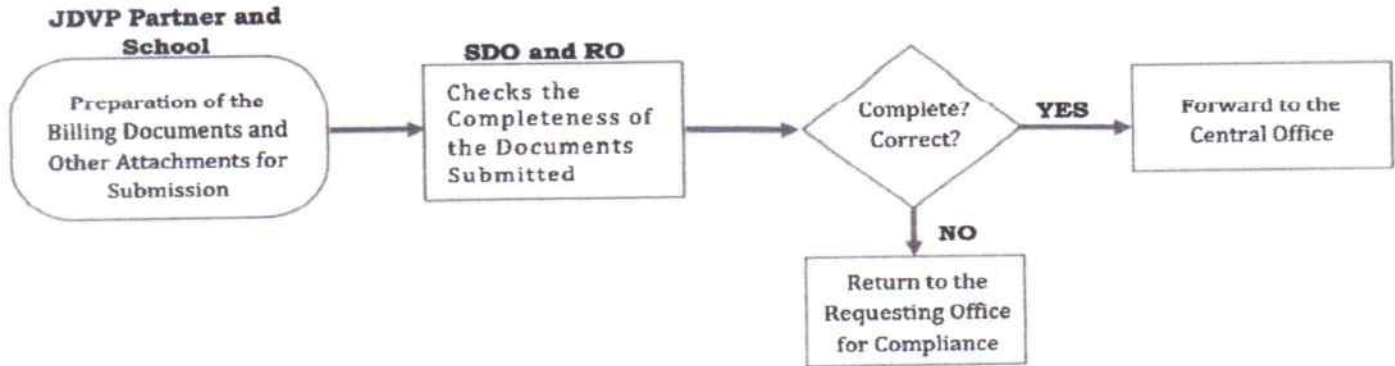 JDVP Partner and
School
Preparation of the
Billing Documents and
Other Attachments for
Submission
SDO and RO
Checks the
Completeness of
the Documents
Submitted
Complete?
Correct?
YES
Forward to the
Central Office
NO
Return to the
Requesting Office
for Compliance